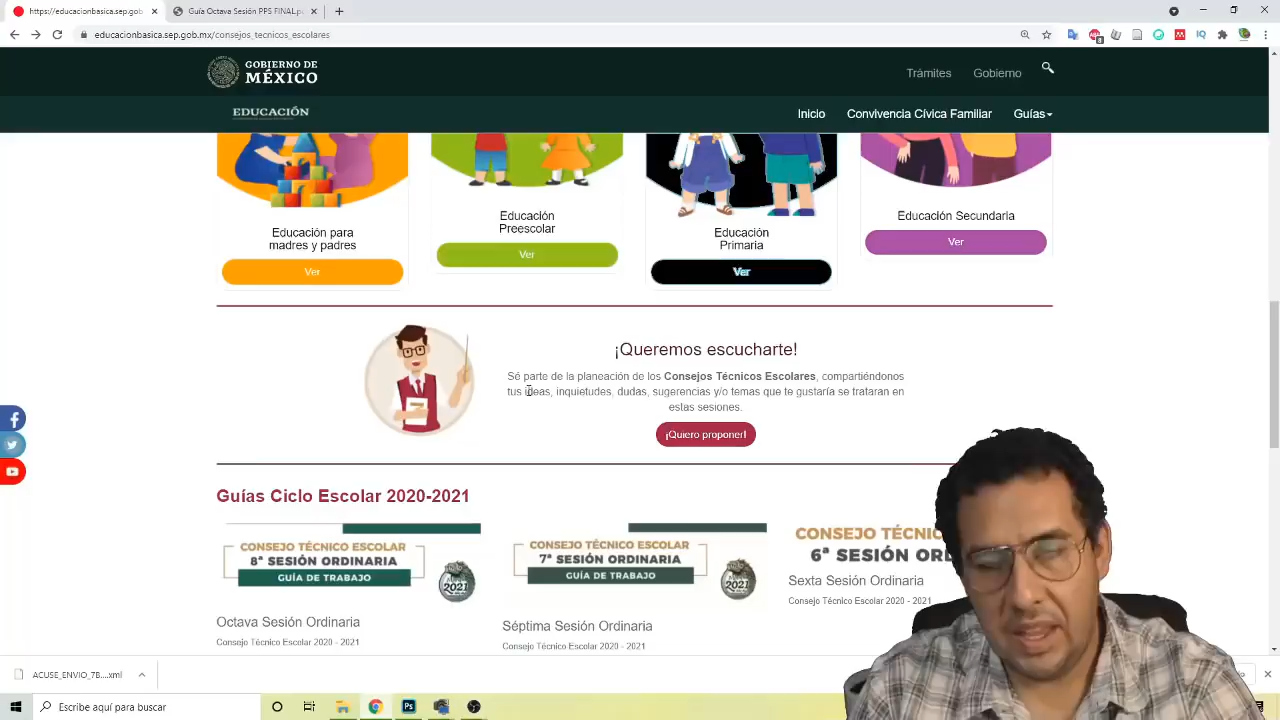 https://educacionbasica.sep.gob
Guía Octava Sesión PPS FINAL.p
educacionbasica.sep.gob.mx/consejos_tecnicos_escolares
GOBIERNO DE
MÉXICO
Trámites
Gobierno
EDUCACIÓN
Inicio
Convivencia Cívica Familiar
Guías
Educación para
madres y padres
Ver
Educación
Preescolar
Ver
Educación
Primaria
Ver
Educación Secundaria
Ver
¡Queremos escucharte!
Sé parte de la planeación de los Consejos Técnicos Escolares, compartiéndonos
tus ideas, inquietudes, dudas, sugerencias y/o temas que te gustaría se trataran en
estas sesiones.
¡Quiero proponer!
Guías Ciclo Escolar 2020-2021
CONSEJO TÉCNICO ESCOLAR
8ª SESIÓN ORDINARIA
GUÍA DE TRABAJO
2021
Octava Sesión Ordinaria
Consejo Técnico Escolar 2020 - 2021
CONSEJO TÉCNICO ESCOLAR
7ª SESIÓN ORDINARIA
GUÍA DE TRABAJO
2021
Séptima Sesión Ordinaria
Consejo Técnico Escolar 2020 - 2021
CONSEJO TÉCNIC
6ª SESIÓN ORD
Sexta Sesión Ordinaria
Consejo Técnico Escolar 2020 - 2021
ACUSE_ENVIO_7B....xml
Escribe aquí para buscar